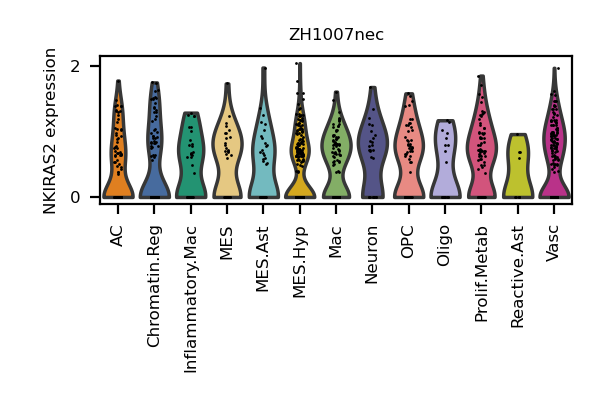 ZH1007nec
NKIRAS2 expression
2
0
AC
Chromatin.Reg
Inflammatory.Mac
MES
MES.Ast
MES.Hyp
Mac
Neuron
OPC
Oligo
Prolif.Metab
Reactive.Ast
Vasc